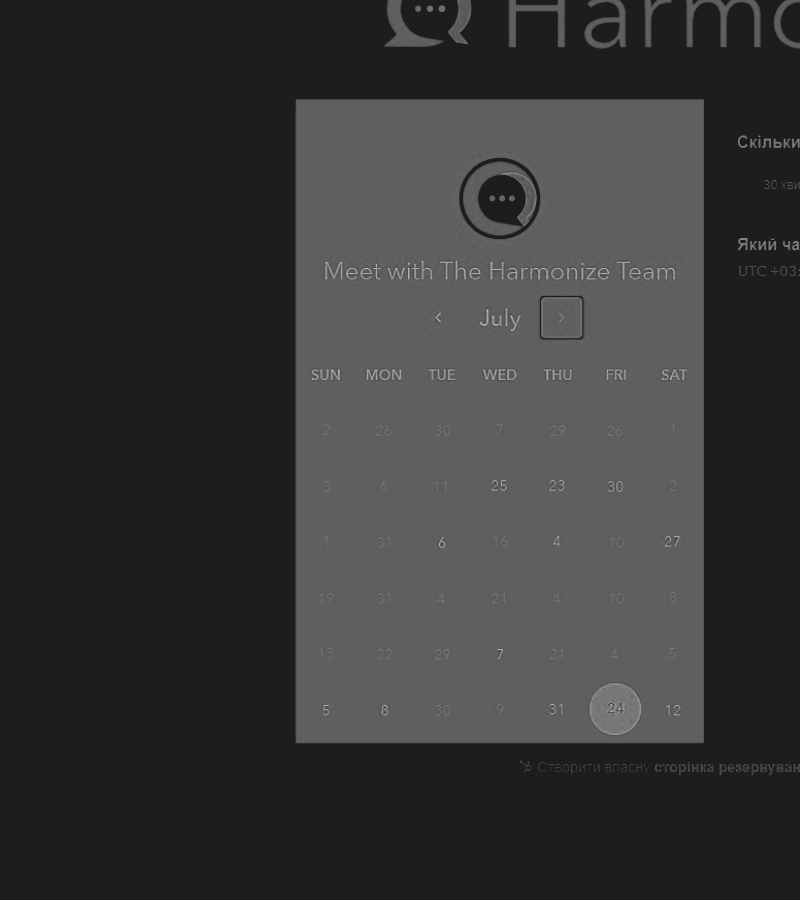 Harmo
Скільки
30 хви
Meet with The Harmonize Team
Який ча
UTC +03:
July
SUN MON TUE WED THU FRI SAT
2 26 30 7 29 26 1
3 6 11 25 23 30 2
1 31 6 16 4 10 27
19 31 4 21 4 10 8
13 22 29 7 21 4 5
5 8 30 9 31 24 12
Створити власну сторінка резервуван